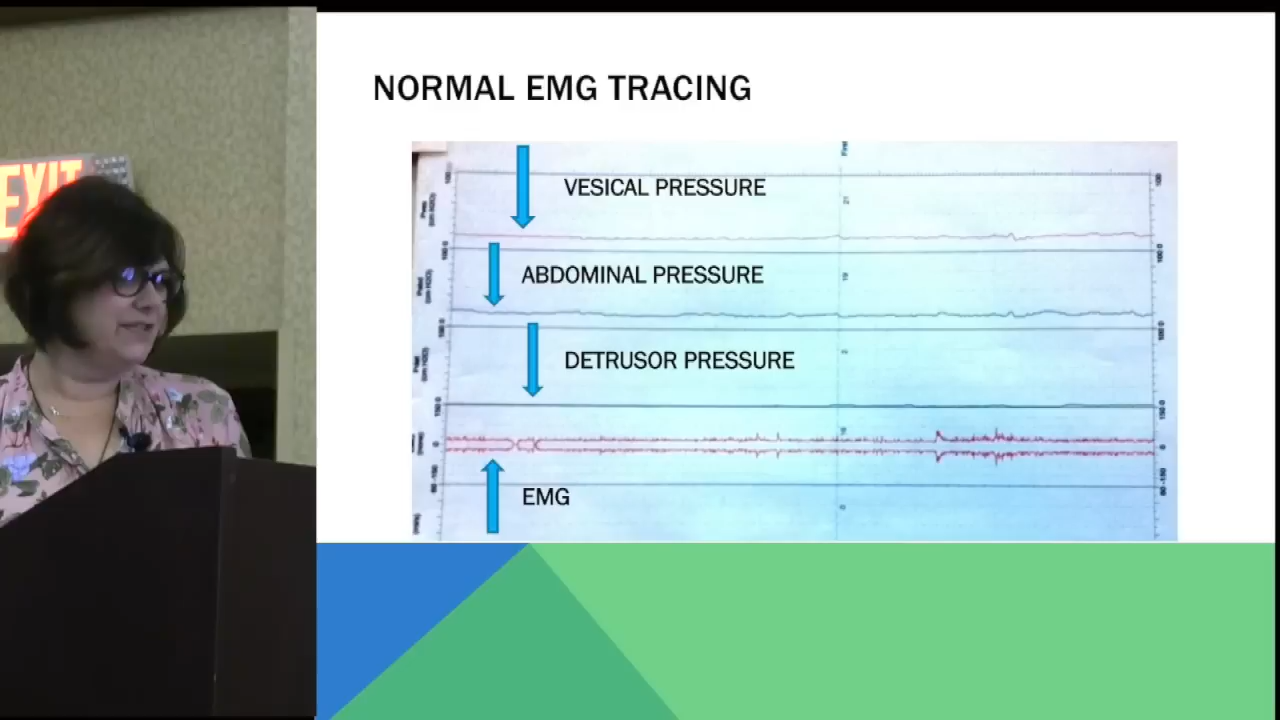 EXIT
NORMAL EMG TRACING
VESICAL PRESSURE
ABDOMINAL PRESSURE
DETRUSOR PRESSURE
EMG